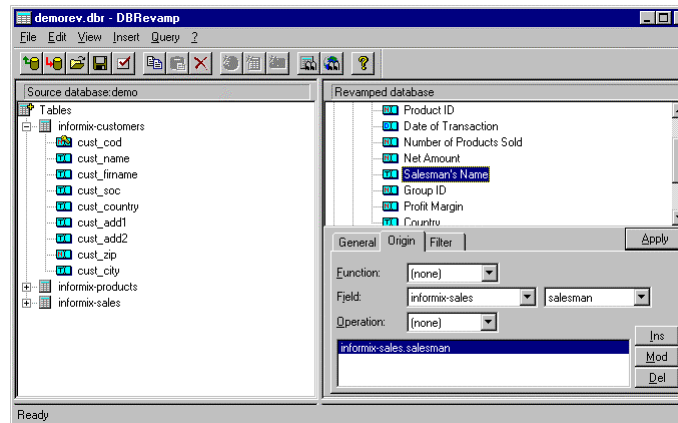 demorev.dbr - DBRevamp
File Edit View Insert Query ?
Source database:demo
Tables
informix-customers
cust_cod
cust_name
cust_firname
cust_soc
cust_country
cust_add1
cust_add2
cust_zip
cust_city
informix-products
informix-sales
Revamped database
Product ID
Date of Transaction
Number of Products Sold
Net Amount
Salesman's Name
Group ID
Profit Margin
Country
General Origin Filter Apply
Function: (none)
Field: informix-sales salesman
Operation: (none)
informix-sales.salesman
Ins
Mod
Del
Ready